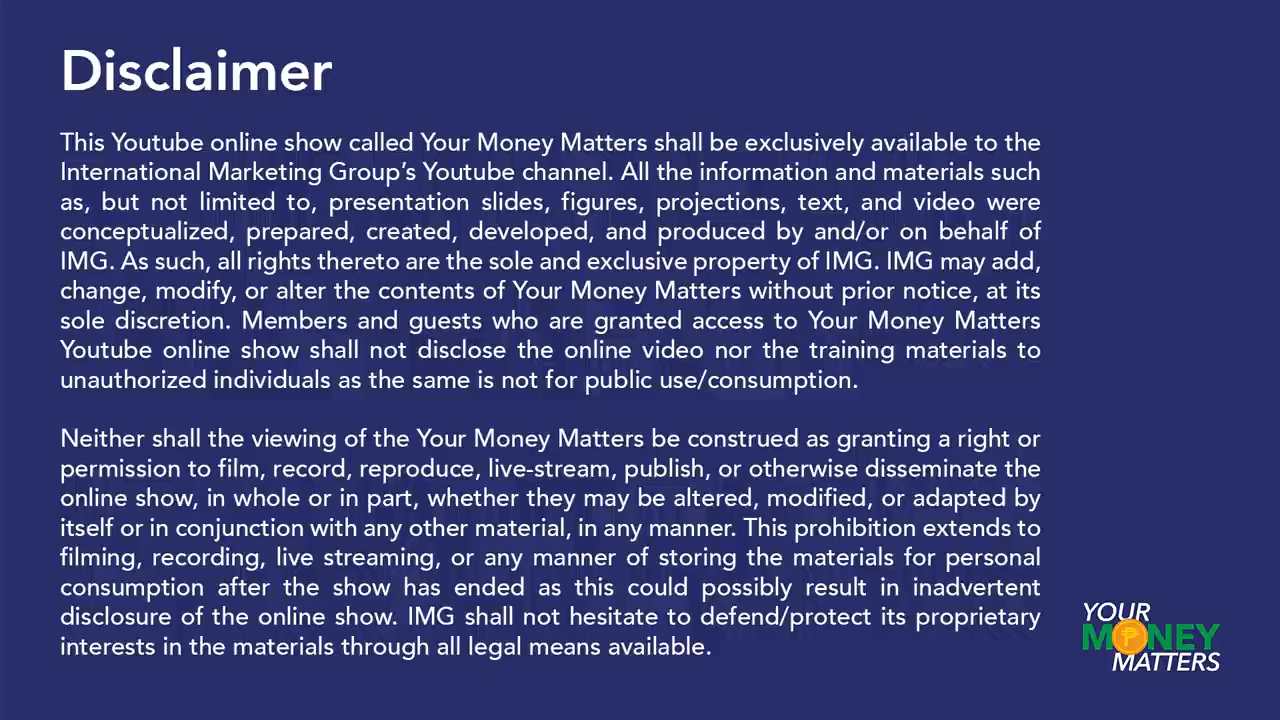 Disclaimer
This Youtube online show called Your Money Matters shall be exclusively available to the
International Marketing Group's Youtube channel. All the information and materials such
as, but not limited to, presentation slides, figures, projections, text, and video were
conceptualized, prepared, created, developed, and produced by and/or on behalf of
IMG. As such, all rights thereto are the sole and exclusive property of IMG. IMG may add,
change, modify, or alter the contents of Your Money Matters without prior notice, at its
sole discretion. Members and guests who are granted access to Your Money Matters
Youtube online show shall not disclose the online video nor the training materials to
unauthorized individuals as the same is not for public use/consumption.
Neither shall the viewing of the Your Money Matters be construed as granting a right or
permission to film, record, reproduce, live-stream, publish, or otherwise disseminate the
online show, in whole or in part, whether they may be altered, modified, or adapted by
itself or in conjunction with any other material, in any manner. This prohibition extends to
filming, recording, live streaming, or any manner of storing the materials for personal
consumption after the show has ended as this could possibly result in inadvertent
disclosure of the online show. IMG shall not hesitate to defend/protect its proprietary
interests in the materials through all legal means available.
YOUR
M₱NEY
MATTERS